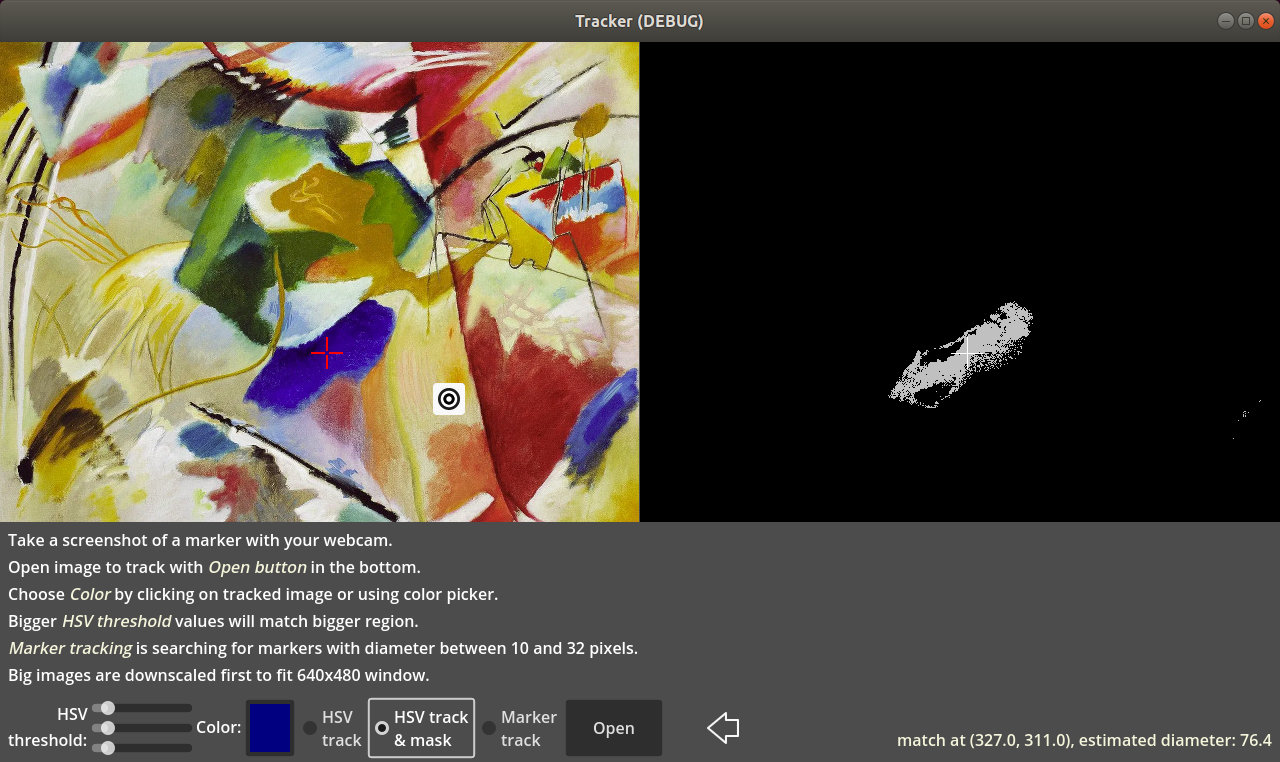 Tracker (DEBUG)
Take a screenshot of a marker with your webcam.
Open image to track with Open button in the bottom.
Choose Color by clicking on tracked image or using color picker.
Bigger HSV threshold values will match bigger region.
Marker tracking is searching for markers with diameter between 10 and 32 pixels.
Big images are downscaled first to fit 640x480 window.
HSV
threshold:
Color:
HSV
track
HSV track
& mask
Marker
track
Open
match at (327.0, 311.0), estimated diameter: 76.4